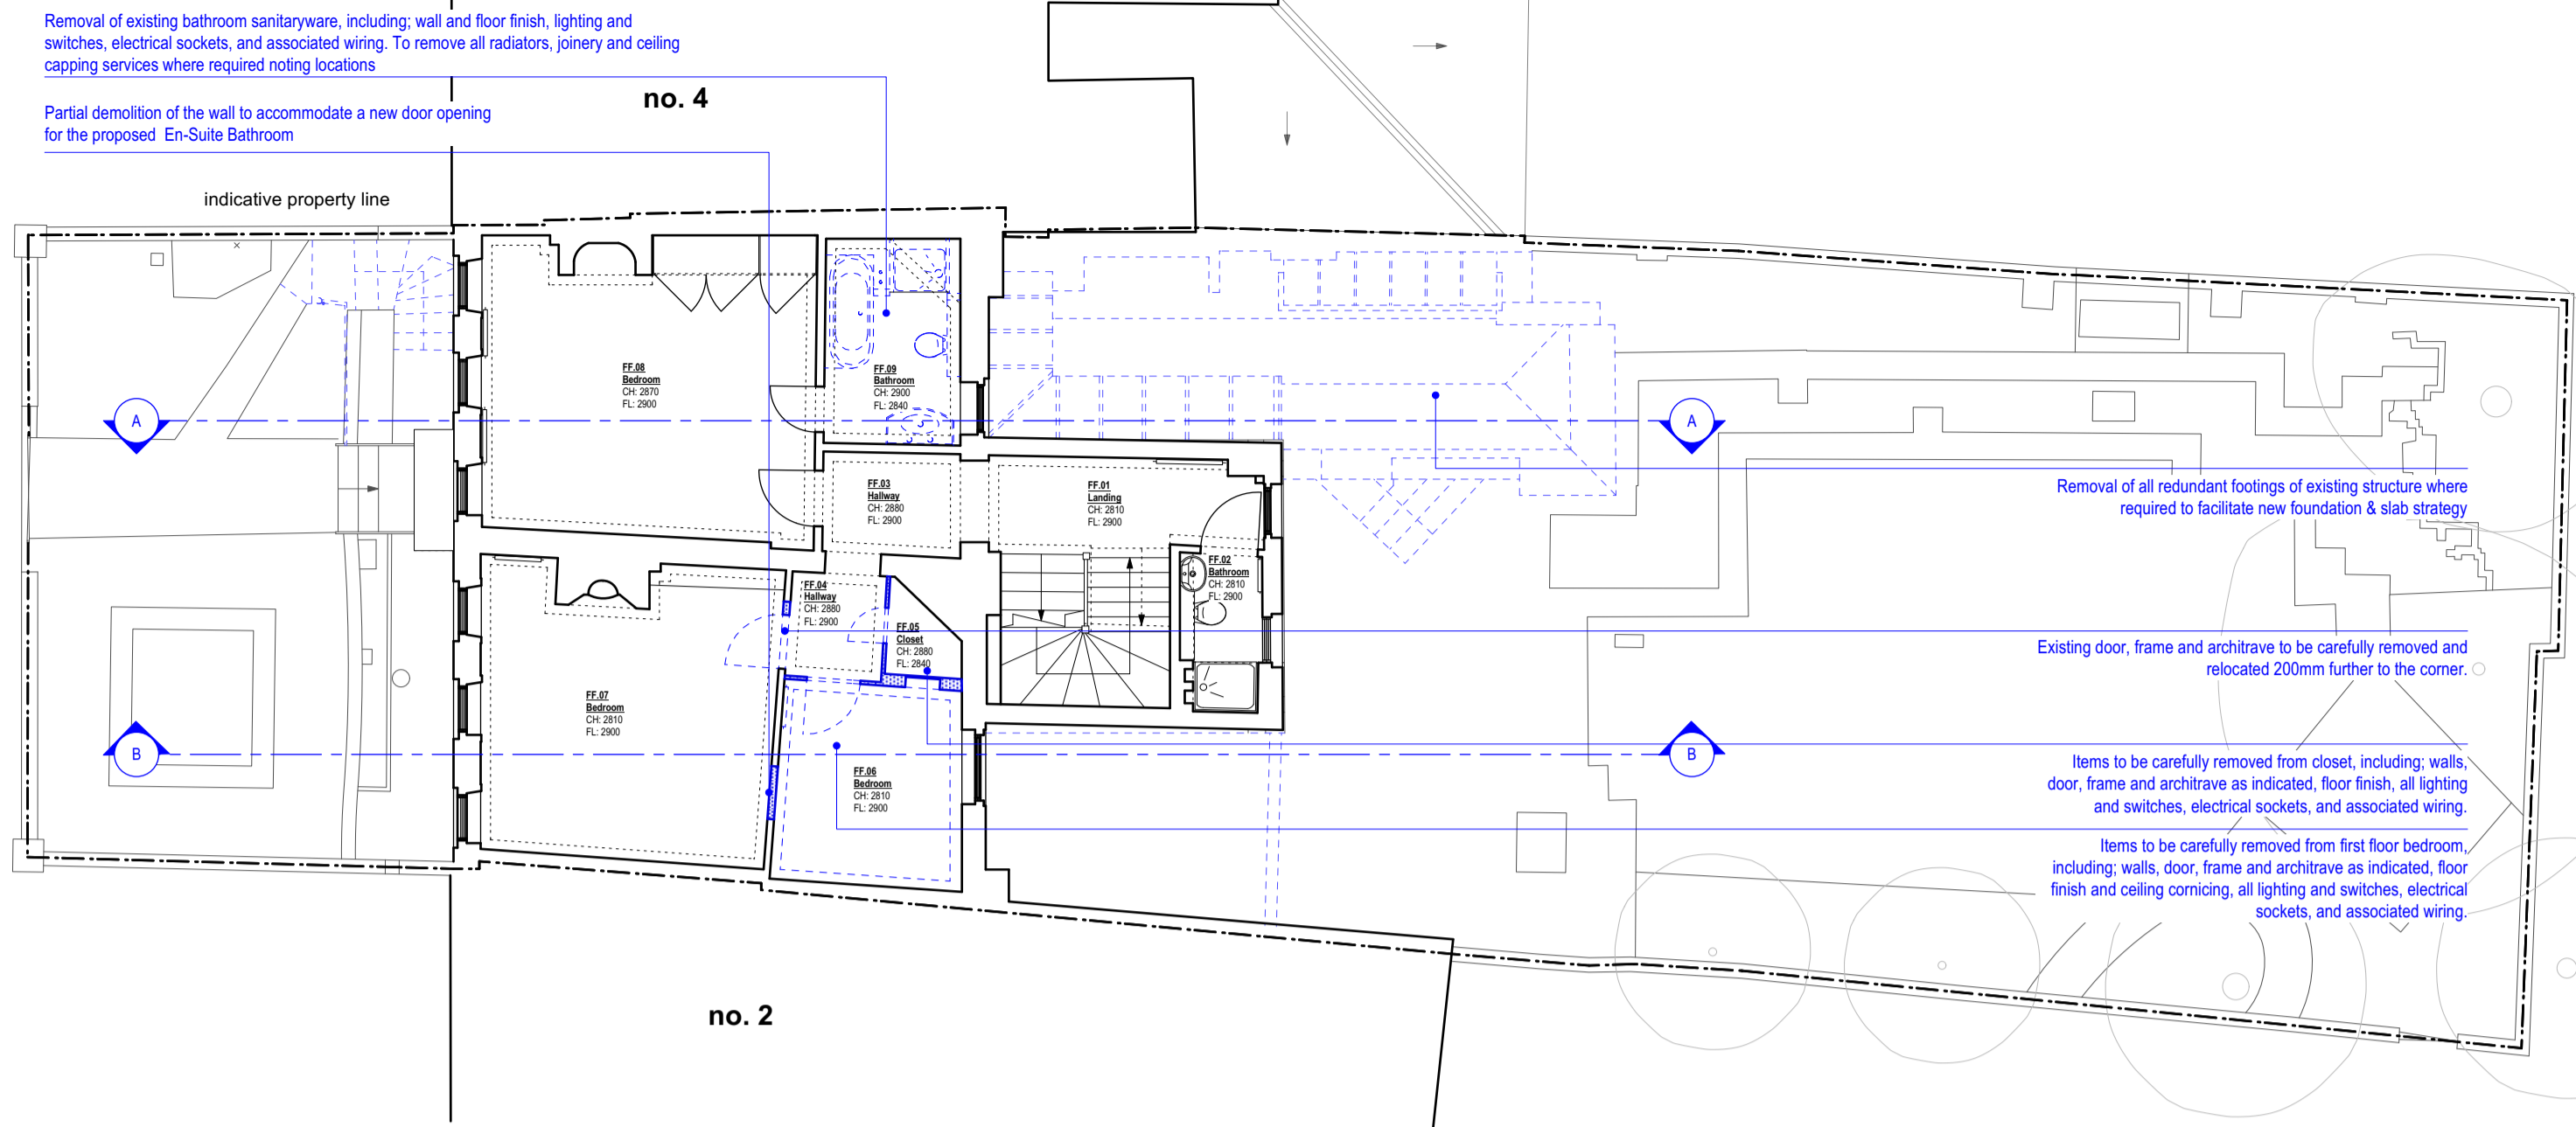 Removal of existing bathroom sanitaryware, including; wall and floor finish, lighting and
switches, electrical sockets, and associated wiring. To remove all radiators, joinery and ceiling
capping services where required noting locations
no. 4
Partial demolition of the wall to accommodate a new door opening
for the proposed En-Suite Bathroom
indicative property line
FF.08
Bedroom
CH: 2870
FL: 2900
FF.09
Bathroom
CH: 2900
FL: 2840
A
A
FF.03
Hallway
CH: 2880
FL: 2900
FF.01
Landing
CH: 2810
FL: 2900
Removal of all redundant footings of existing structure where
required to facilitate new foundation & slab strategy
FF.02
Bathroom
CH: 2810
FL: 2900
FF.04
Hallway
CH: 2880
FL: 2900
FF.05
Closet
CH: 2880
FL: 2840
Existing door, frame and architrave to be carefully removed and
relocated 200mm further to the corner.
FF.07
Bedroom
CH: 2810
FL: 2900
B
B
FF.06
Bedroom
CH: 2810
FL: 2900
Items to be carefully removed from closet, including; walls,
door, frame and architrave as indicated, floor finish, all lighting
and switches, electrical sockets, and associated wiring.
Items to be carefully removed from first floor bedroom,
including; walls, door, frame and architrave as indicated, floor
finish and ceiling cornicing, all lighting and switches, electrical
sockets, and associated wiring.
no. 2